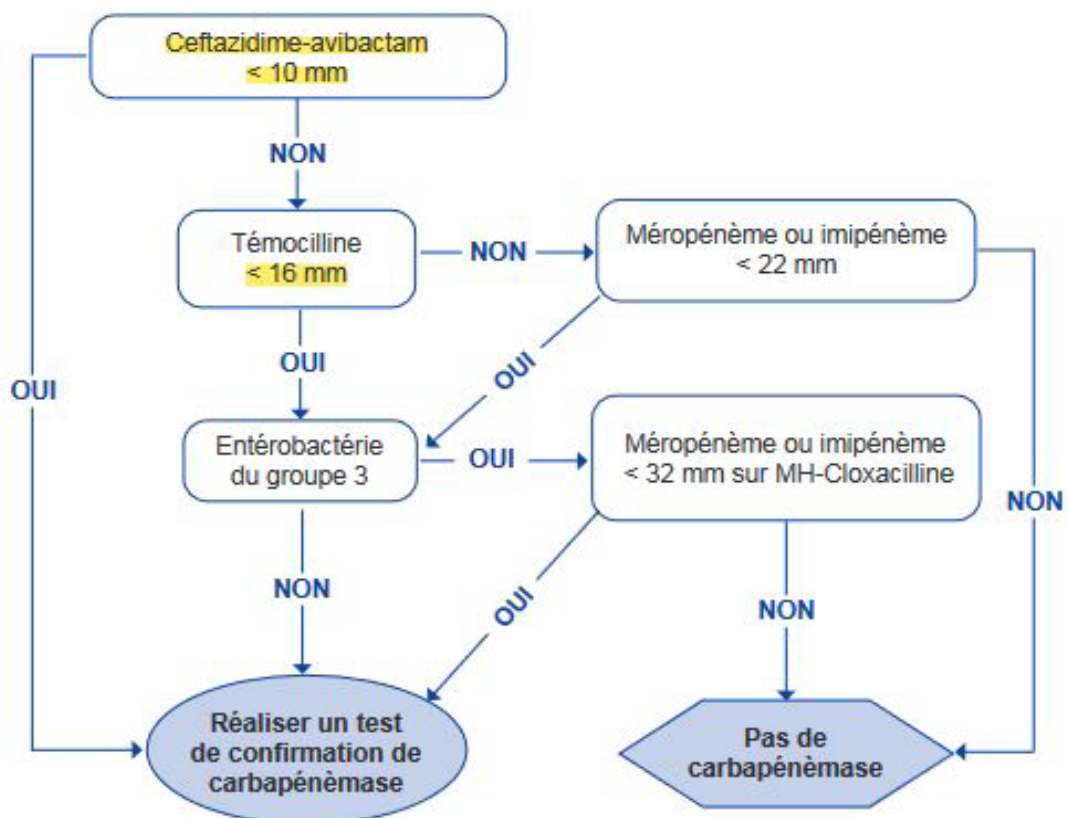 Ceftazidime-avibactam
< 10 mm
NON
Témocilline
< 16 mm
NON
Méropénème ou imipénème
< 22 mm
OUI
OUI
OUI
Entérobactérie
du groupe 3
OUI
Méropénème ou imipénème
< 32 mm sur MH-Cloxacilline
NON
NON
OUI
NON
Réaliser un test
de confirmation de
carbapénèmase
Pas de
carbapénèmase